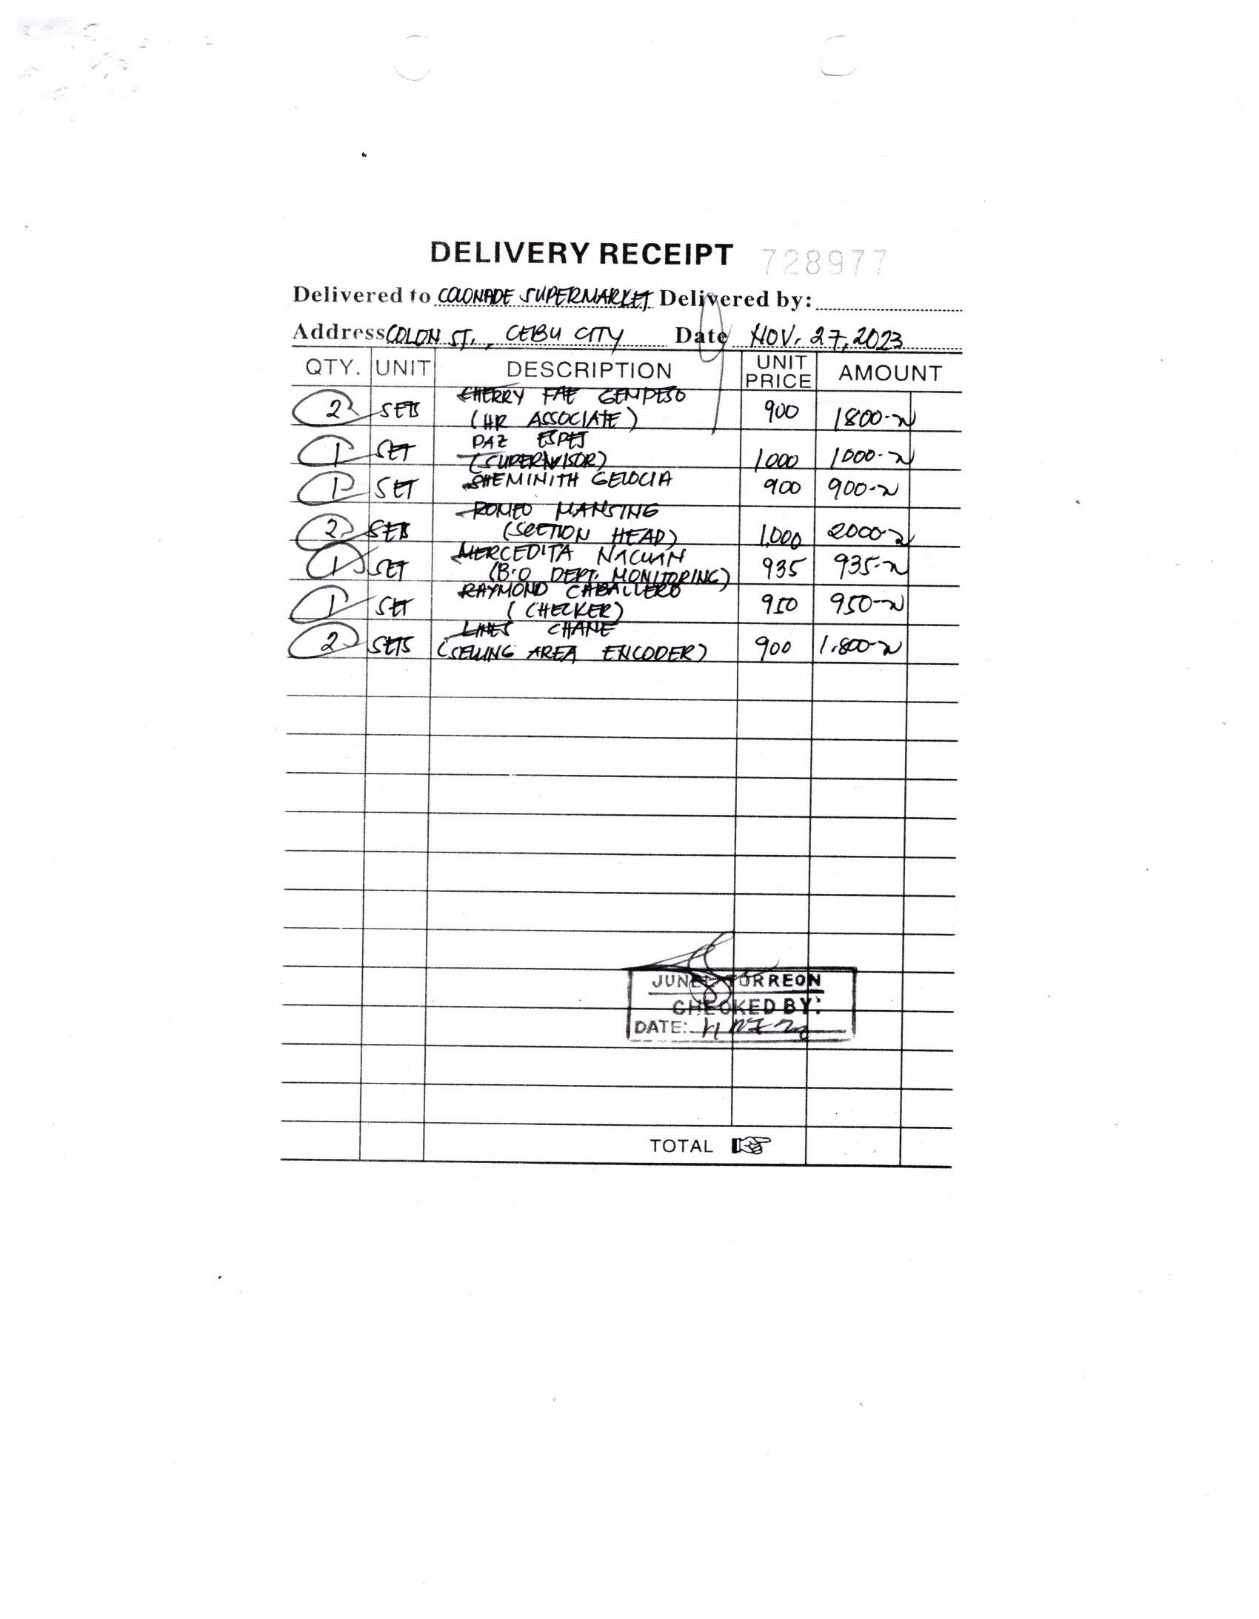 DELIVERY RECEIPT 728977
Delivered to COLONADE SUPERMARKET Delivered by:
Address COLON ST., CEBU CITY Date NOV. 27, 2023
QTY. UNIT DESCRIPTION UNIT PRICE AMOUNT
2 SETS CHERRY FAE GEMPESO
(HR ASSOCIATE) 900 1800-
1 SET PAZ ESPEJ
(SUPERVISOR) 1000 1000-
1 SET SHEMINITH GELOCIA 900 900-
2 SETS ROMEO MANSING
(SECTION HEAD) 1,000 2000-
1 SET MERCEDITA
(B.O DEPT. MONITORING) 935 935-
1 SET RAYMOND CABALLERO
(CHECKER) 950 950-
2 SETS CHANE
(SELLING AREA ENCODER) 900 1,800-
JUNEL TORREON
CHECKED BY:
DATE:
TOTAL